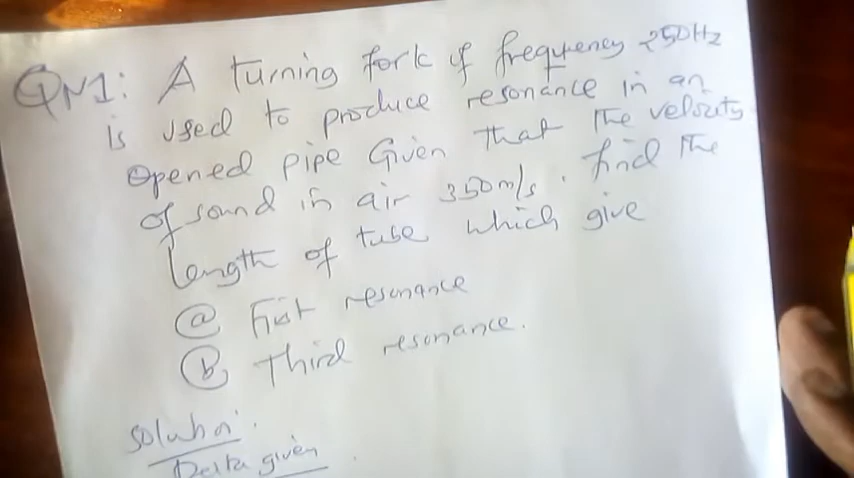 QN1: A turning fork of frequency 250Hz
is used to produce resonance in an
opened pipe Given that the velocity
of sound in air 350m/s. find the
length of tube which give
(a) First resonance
(b) Third resonance.
Soluhn.
Data given